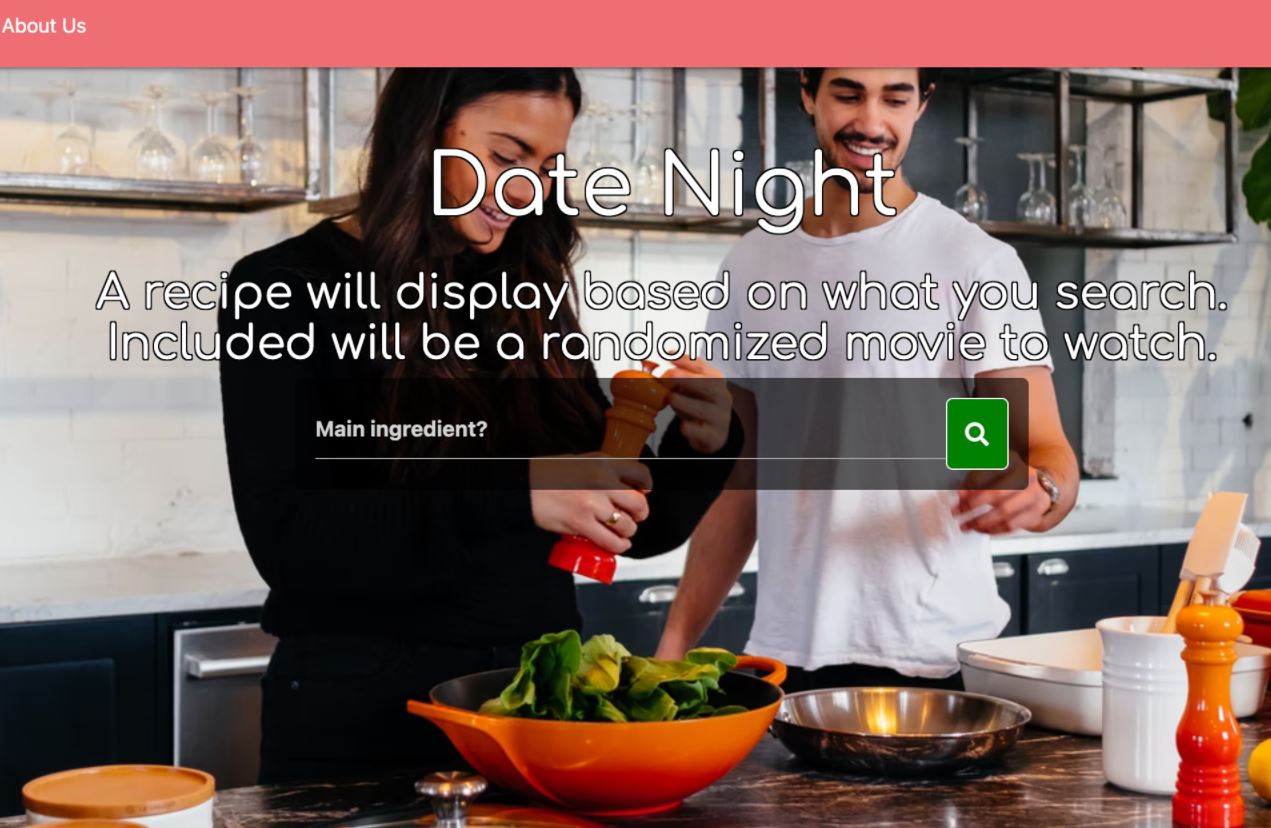 About Us
Date Night
A recipe will display based on what you search.
Included will be a randomized movie to watch.
Main ingredient?